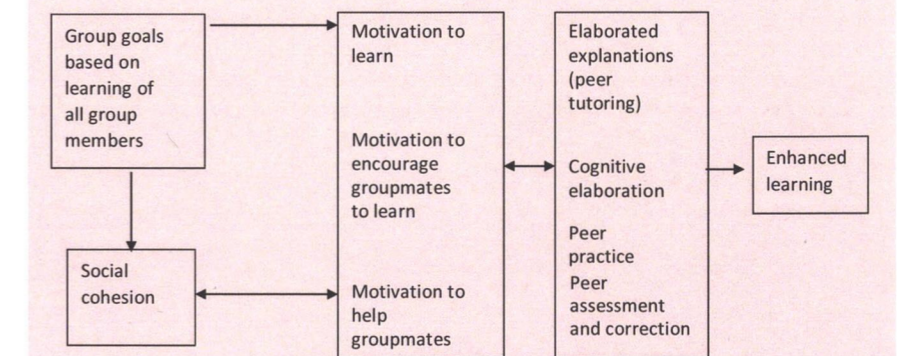 Group goals
based on
learning of
all group
members
Social
cohesion
Motivation to
learn
Motivation to
encourage
groupmates
to learn
Motivation to
help
groupmates
Elaborated
explanations
(peer
tutoring)
Cognitive
elaboration
Peer
practice
Peer
assessment
and correction
Enhanced
learning